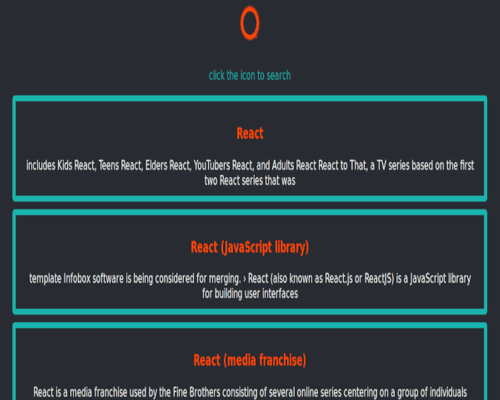 click the icon to search
React
includes Kids React, Teens React, Elders React, YouTubers React, and Adults React React to That, a TV series based on the first
two React series that was
React (JavaScript library)
template Infobox software is being considered for merging. › React (also known as React.js or ReactJS) is a JavaScript library
for building user interfaces
React (media franchise)
React is a media franchise used by the Fine Brothers consisting of several online series centering on a group of individuals